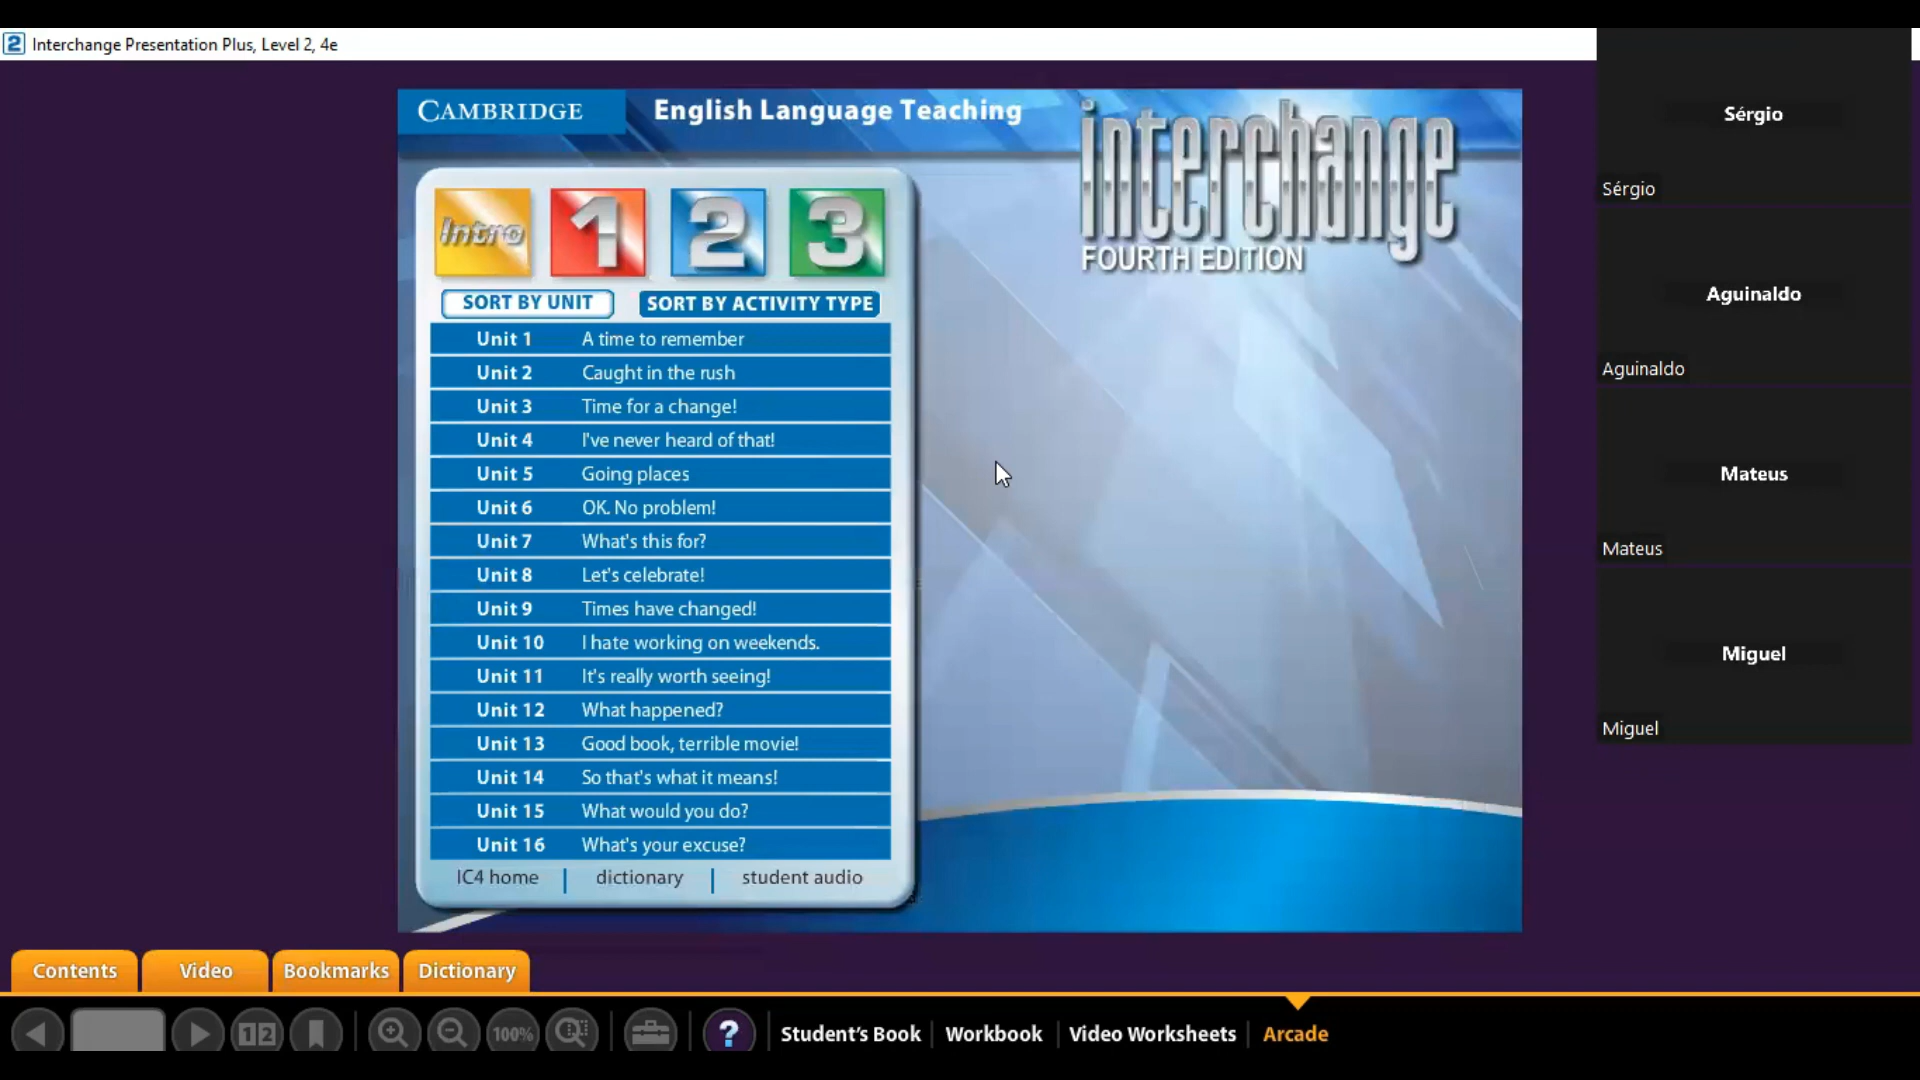 2 Interchange Presentation Plus, Level 2, 4e
CAMBRIDGE English Language Teaching
interchange
FOURTH EDITION
Intro 1 2 3
SORT BY UNIT SORT BY ACTIVITY TYPE
Unit 1 A time to remember
Unit 2 Caught in the rush
Unit 3 Time for a change!
Unit 4 I've never heard of that!
Unit 5 Going places
Unit 6 OK. No problem!
Unit 7 What's this for?
Unit 8 Let's celebrate!
Unit 9 Times have changed!
Unit 10 I hate working on weekends.
Unit 11 It's really worth seeing!
Unit 12 What happened?
Unit 13 Good book, terrible movie!
Unit 14 So that's what it means!
Unit 15 What would you do?
Unit 16 What's your excuse?
IC4 home | dictionary | student audio
Sérgio
Sérgio
Aguinaldo
Aguinaldo
Mateus
Mateus
Miguel
Miguel
Contents Video Bookmarks Dictionary
12 100% ? Student's Book Workbook Video Worksheets Arcade